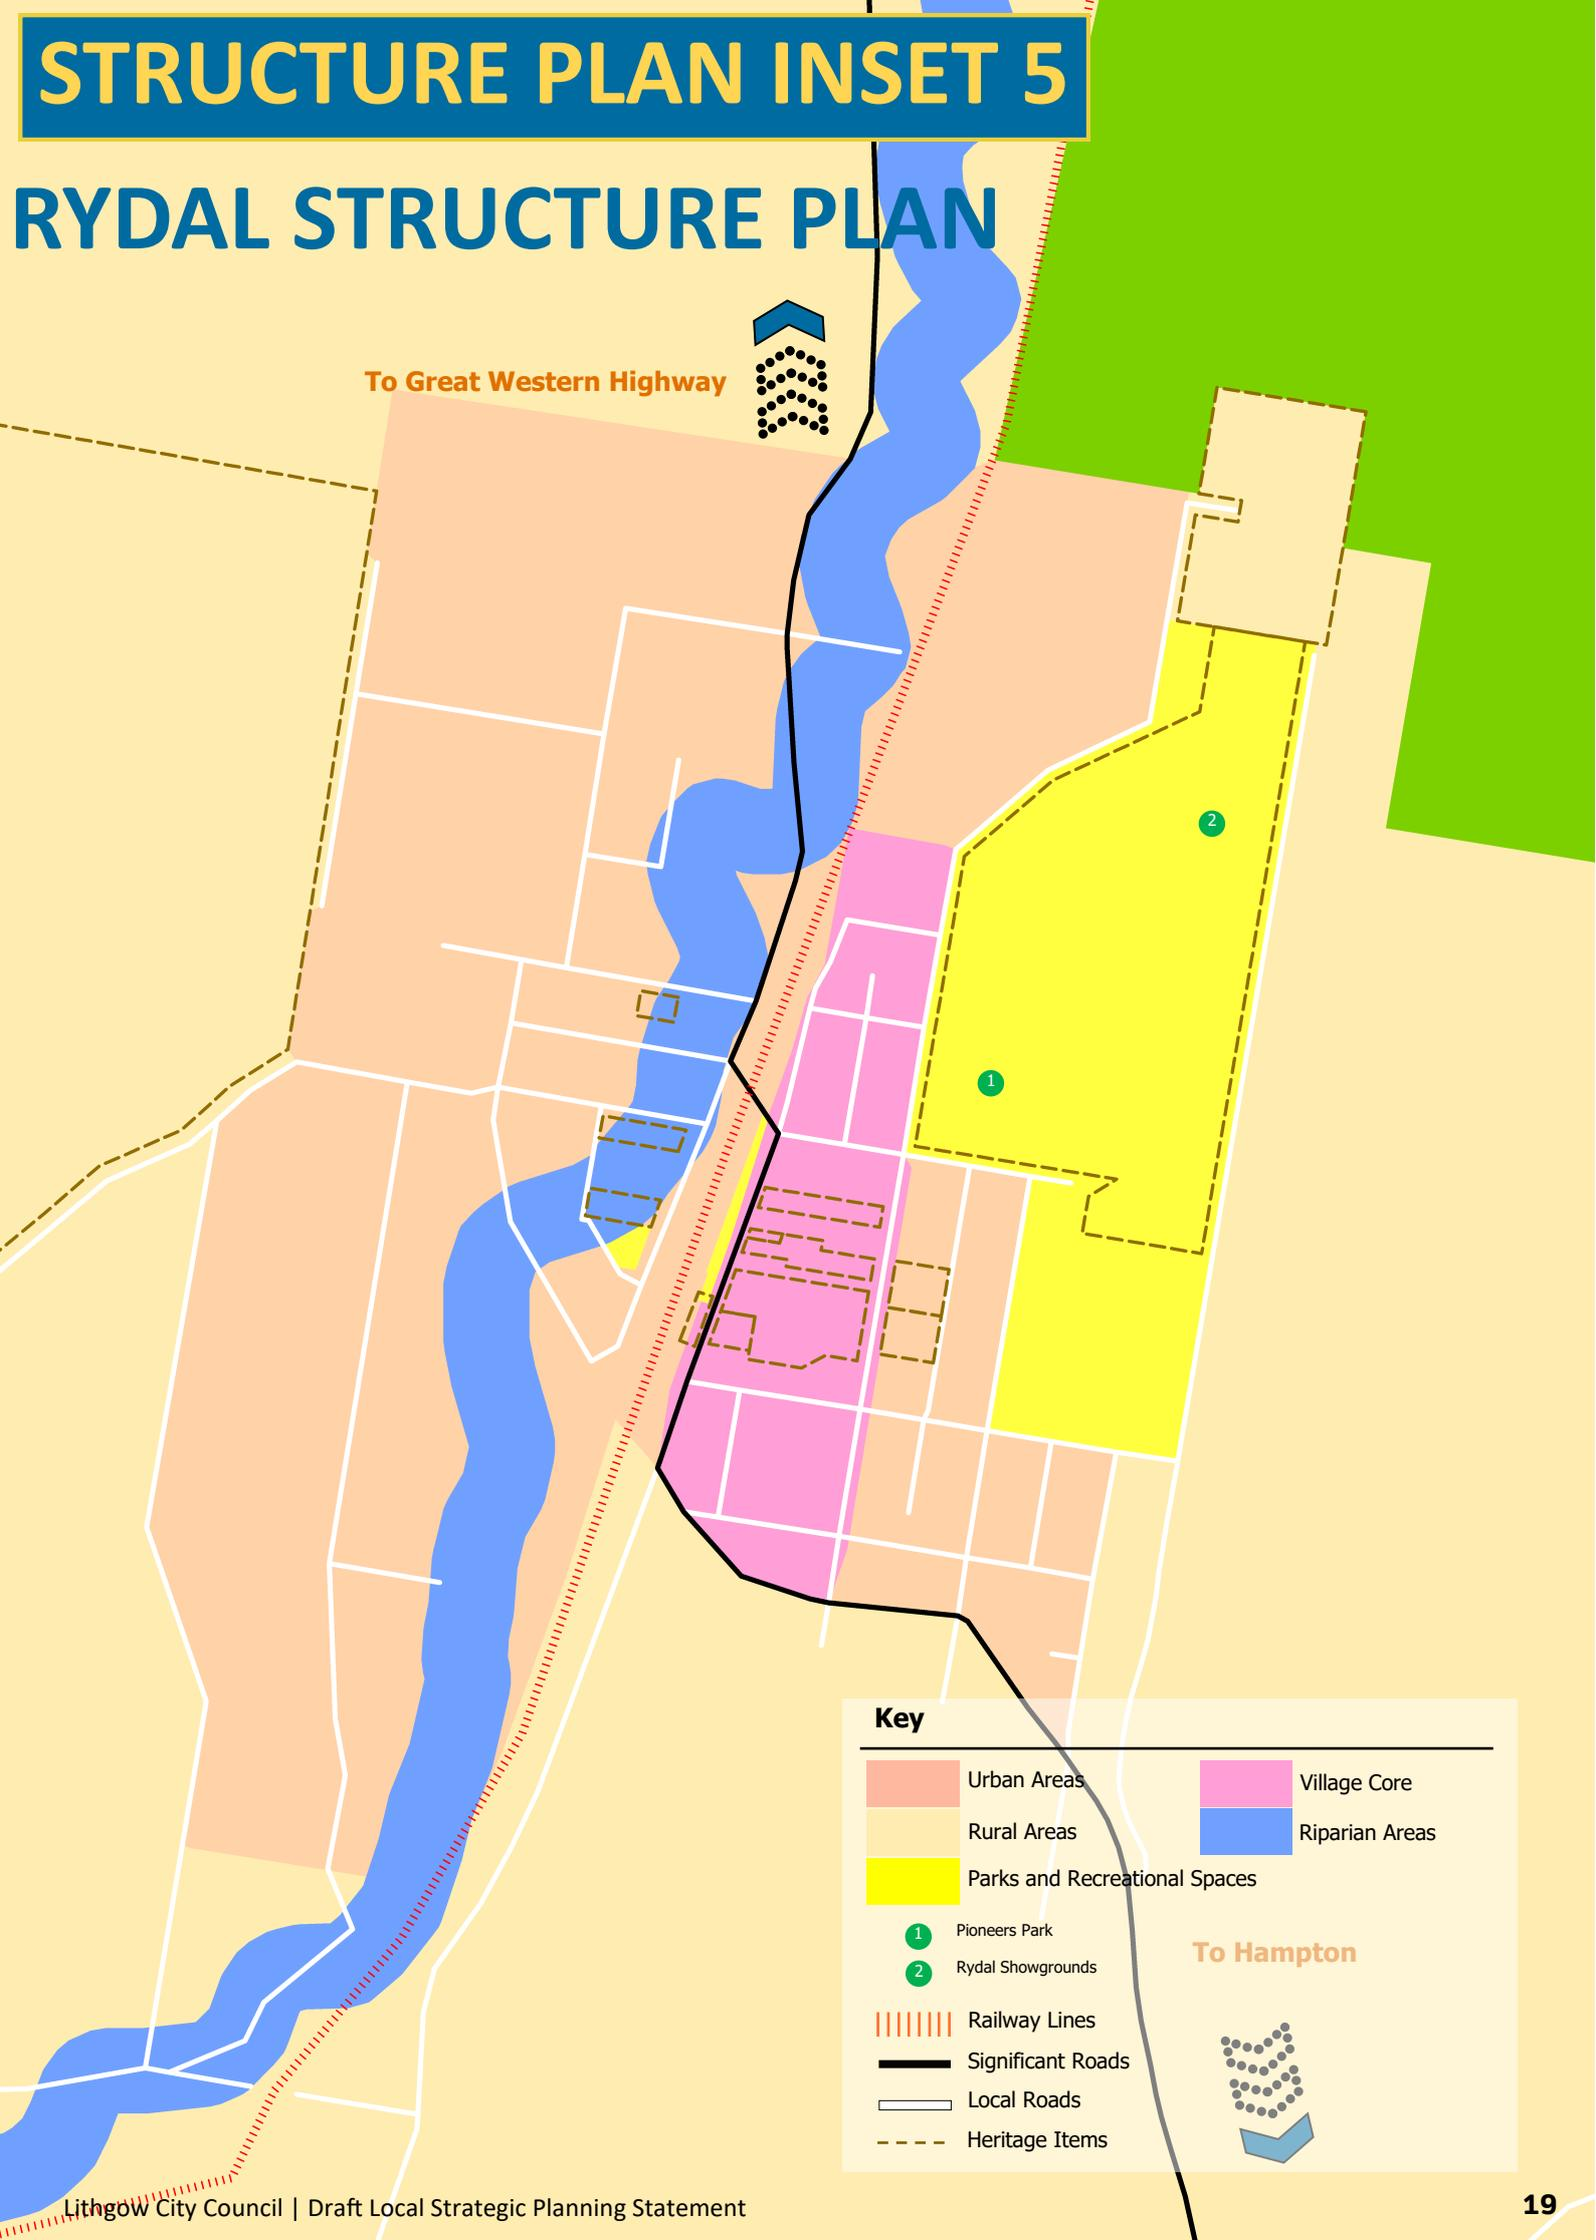 STRUCTURE PLAN INSET 5
RYDAL STRUCTURE PLAN
To Great Western Highway
2
1
Key
Urban Areas
Village Core
Rural Areas
Riparian Areas
Parks and Recreational Spaces
1 Pioneers Park
To Hampton
2 Rydal Showgrounds
Railway Lines
Significant Roads
Local Roads
Heritage Items
Lithgow City Council | Draft Local Strategic Planning Statement
19